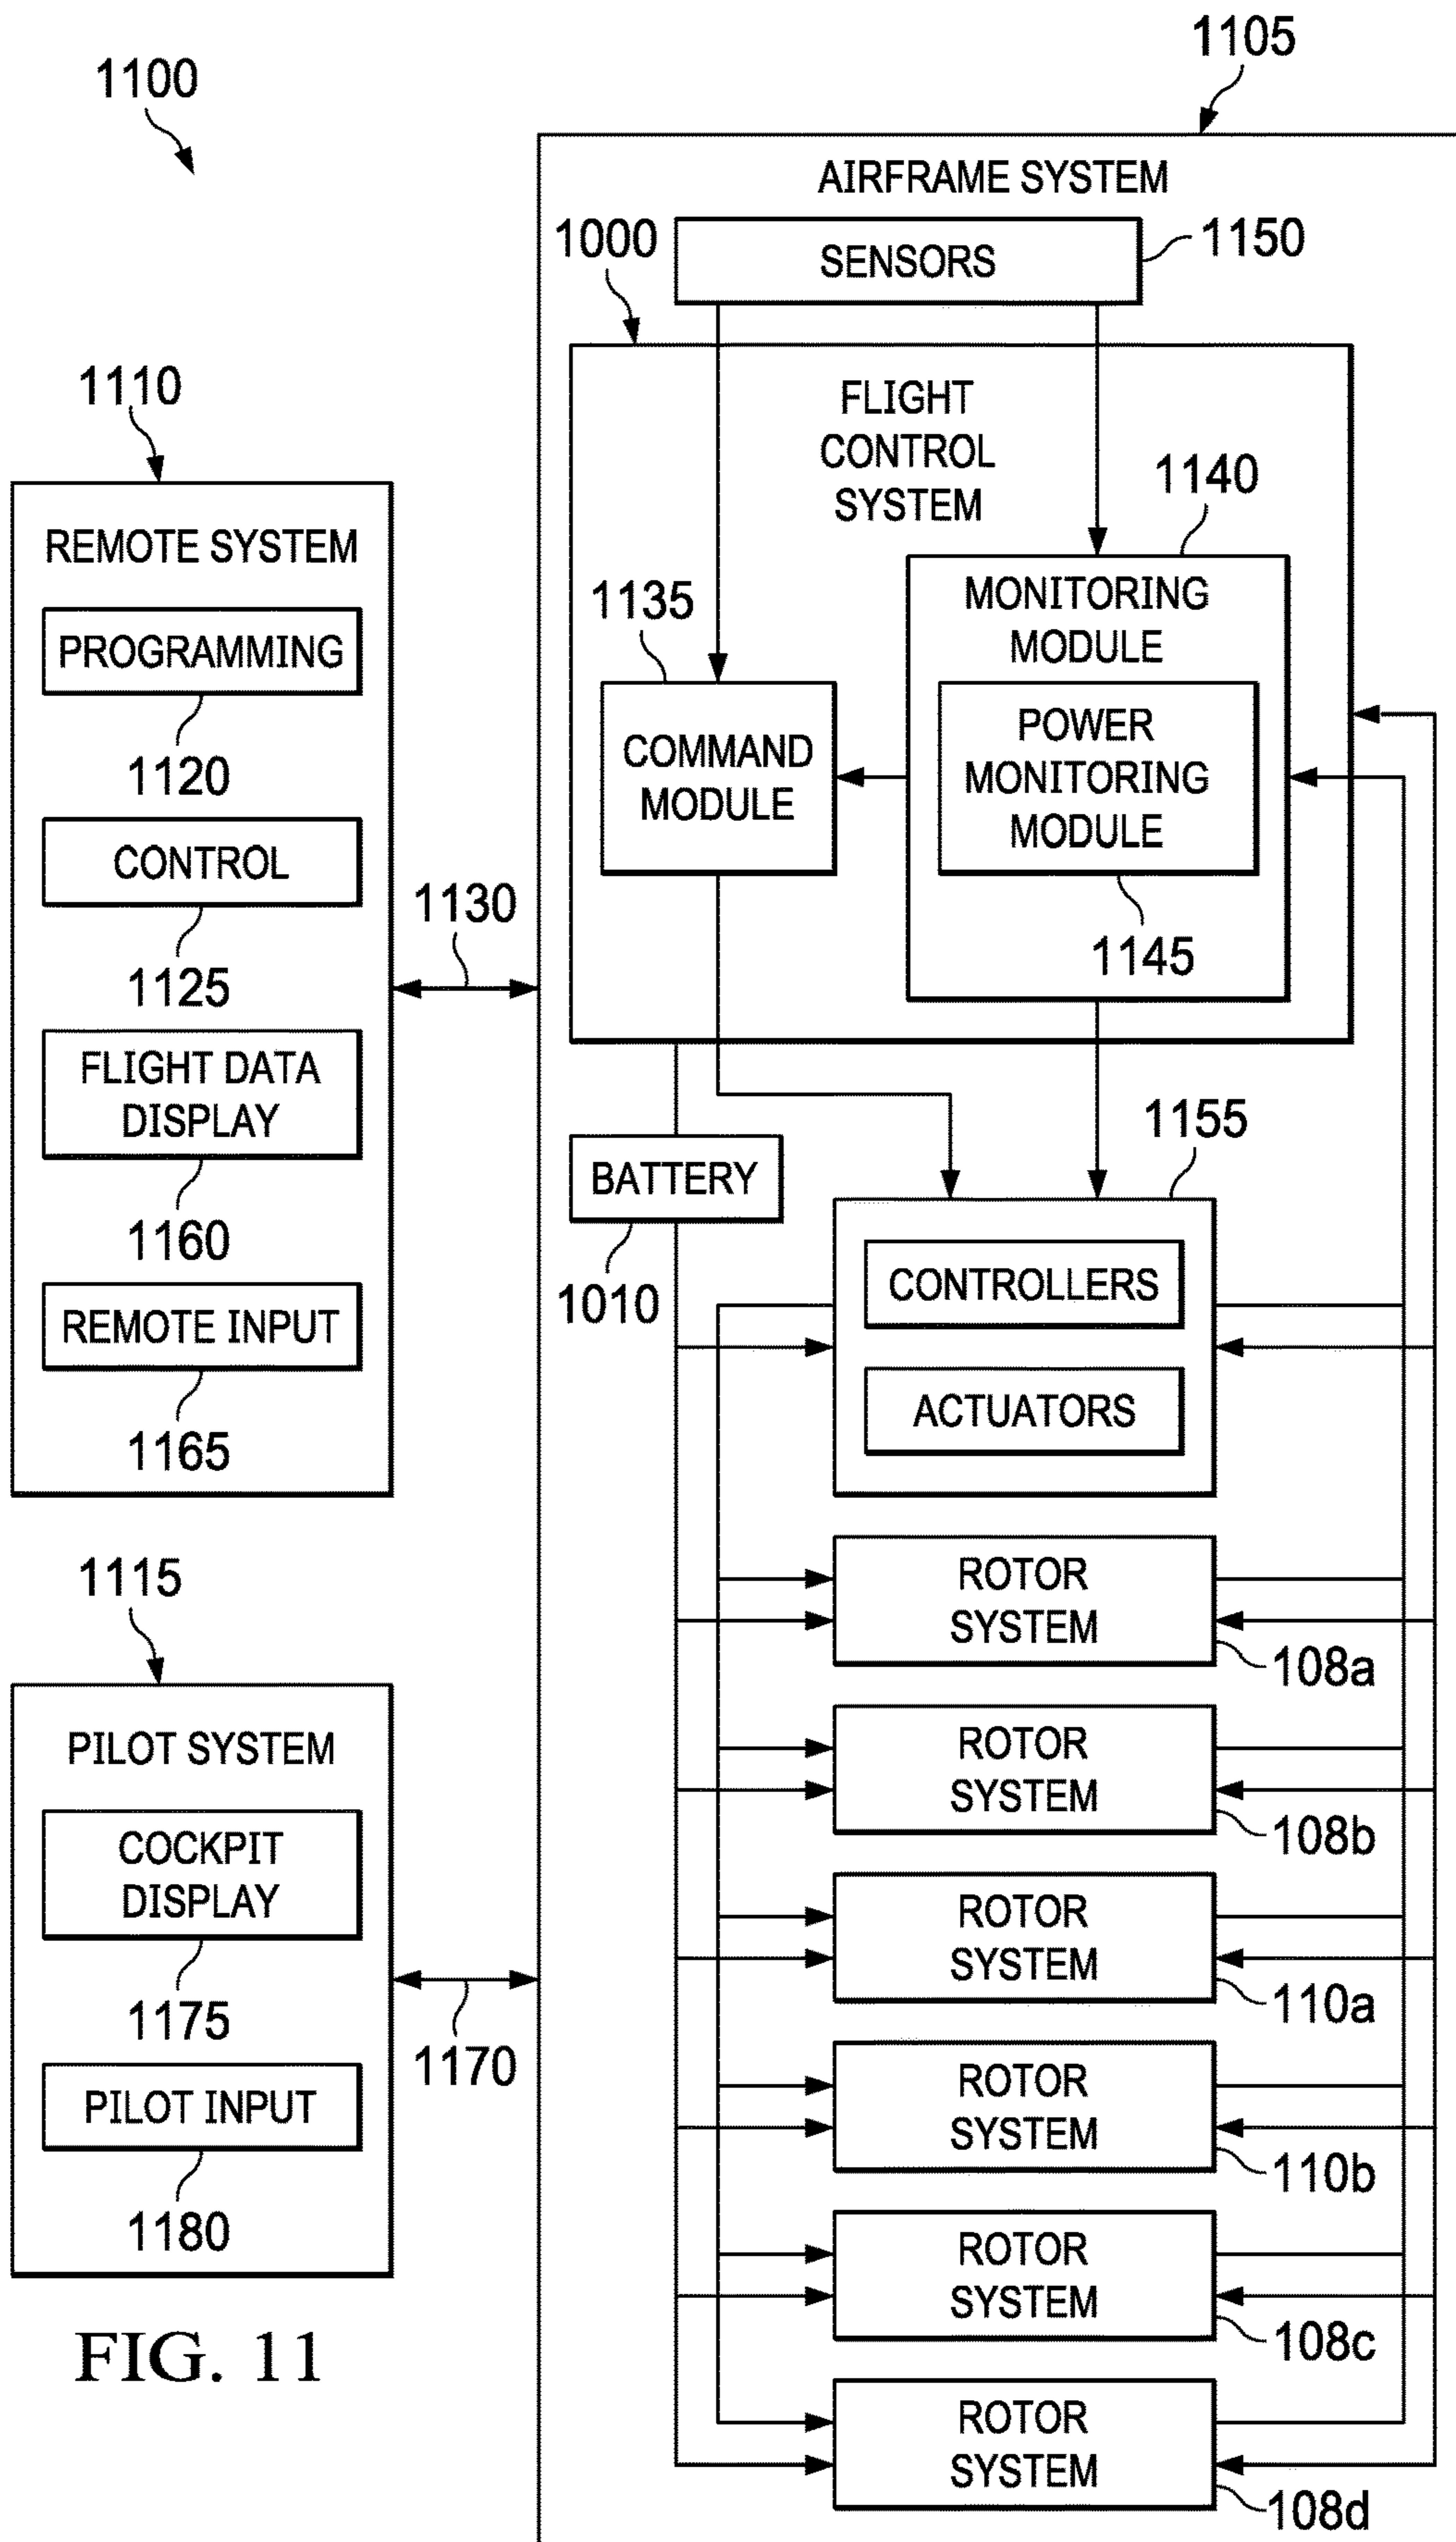 1100
1105
AIRFRAME SYSTEM
1000
SENSORS
1150
FLIGHT
CONTROL
SYSTEM
1110
REMOTE SYSTEM
PROGRAMMING
1120
CONTROL
1125
FLIGHT DATA
DISPLAY
1160
REMOTE INPUT
1165
1130
1135
COMMAND
MODULE
1140
MONITORING
MODULE
POWER
MONITORING
MODULE
1145
BATTERY
1010
1155
CONTROLLERS
ACTUATORS
1115
PILOT SYSTEM
COCKPIT
DISPLAY
1175
PILOT INPUT
1180
1170
ROTOR
SYSTEM
108a
ROTOR
SYSTEM
108b
ROTOR
SYSTEM
110a
ROTOR
SYSTEM
110b
ROTOR
SYSTEM
108c
ROTOR
SYSTEM
108d
FIG. 11